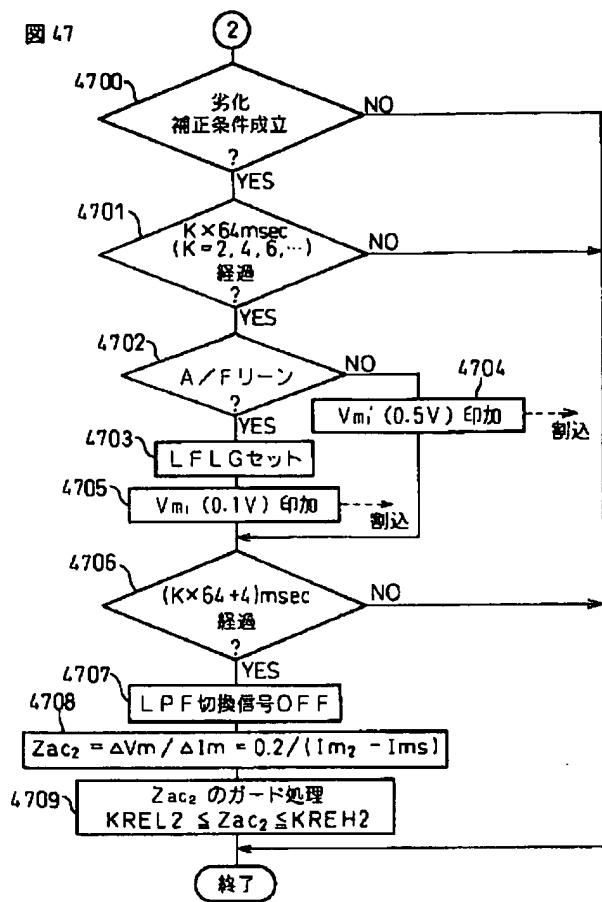 図 47
2
4700
劣化
補正条件成立
?
NO
YES
4701
K×64msec
(K=2, 4, 6, …)
経過
?
NO
YES
4702
A/Fリーン
?
NO
YES
4704
Vm₁' (0.5V) 印加
割込
4703
LFLGセット
4705
Vm₁ (0.1V) 印加
割込
4706
(K×64+4)msec
経過
?
NO
YES
4707
LPF切換信号OFF
4708
Zac₂ = ΔVm/ΔIm = 0.2/(Im₂ − Ims)
4709
Zac₂ のガード処理
KREL2 ≦ Zac₂ ≦ KREH2
終了